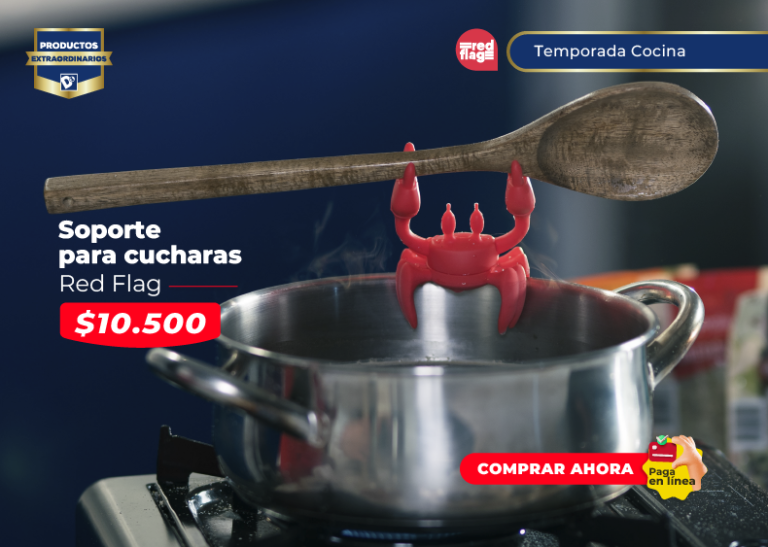 PRODUCTOS
EXTRAORDINARIOS
red
flag
Temporada Cocina
Soporte
para cucharas
Red Flag
$10.500
COMPRAR AHORA
Paga
en línea